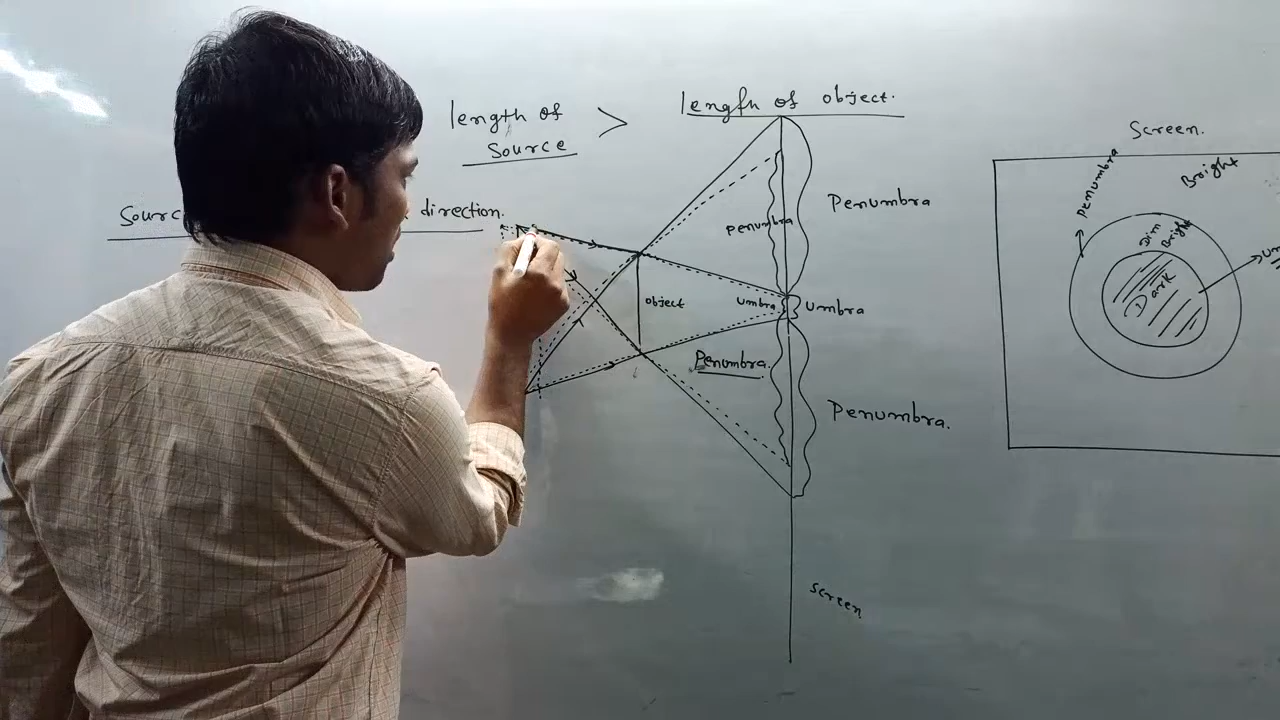 length of
Source
>
length of object.
direction.
Penumbra
penumbra
object
umbra
Umbra
Penumbra
Penumbra.
Screen
Screen.
Penumbra
Bright
Dim
Bright
Dark